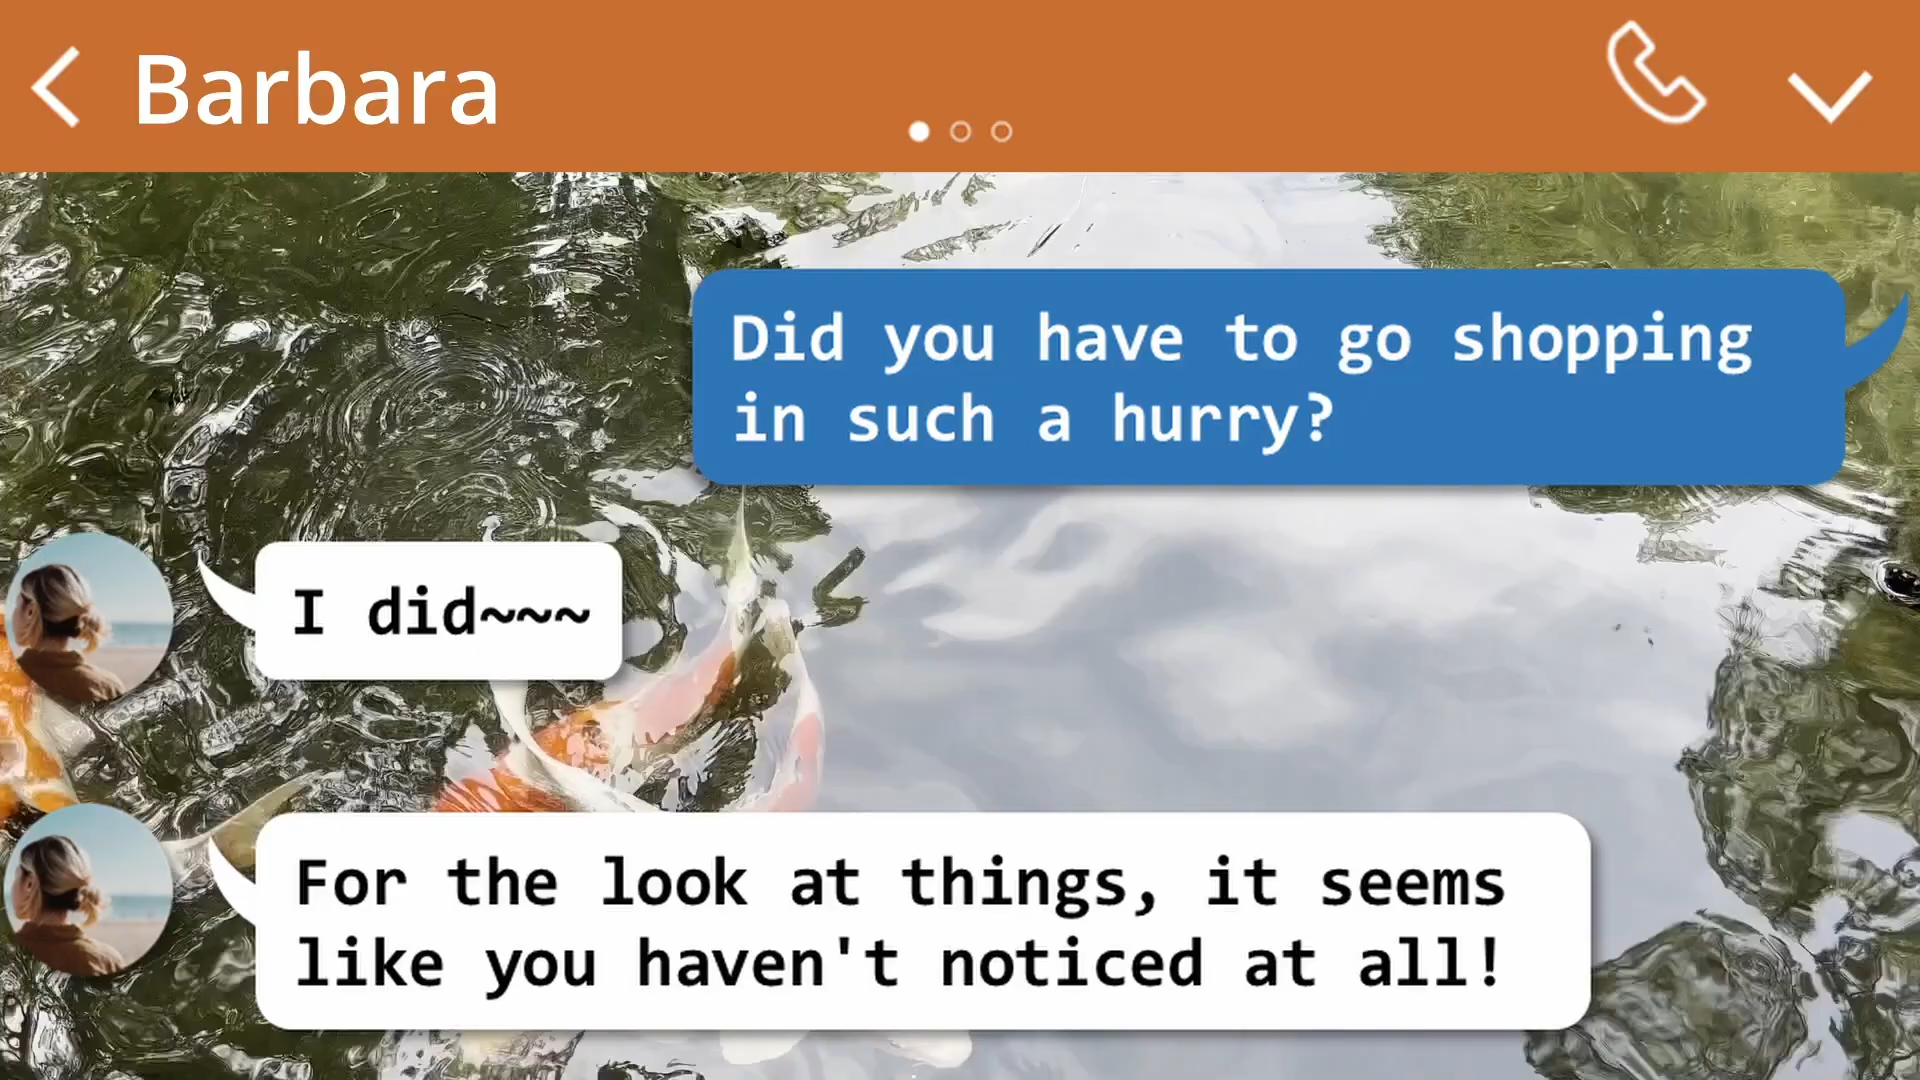 Barbara
Did you have to go shopping
in such a hurry?
I did~~~
For the look at things, it seems
like you haven't noticed at all!